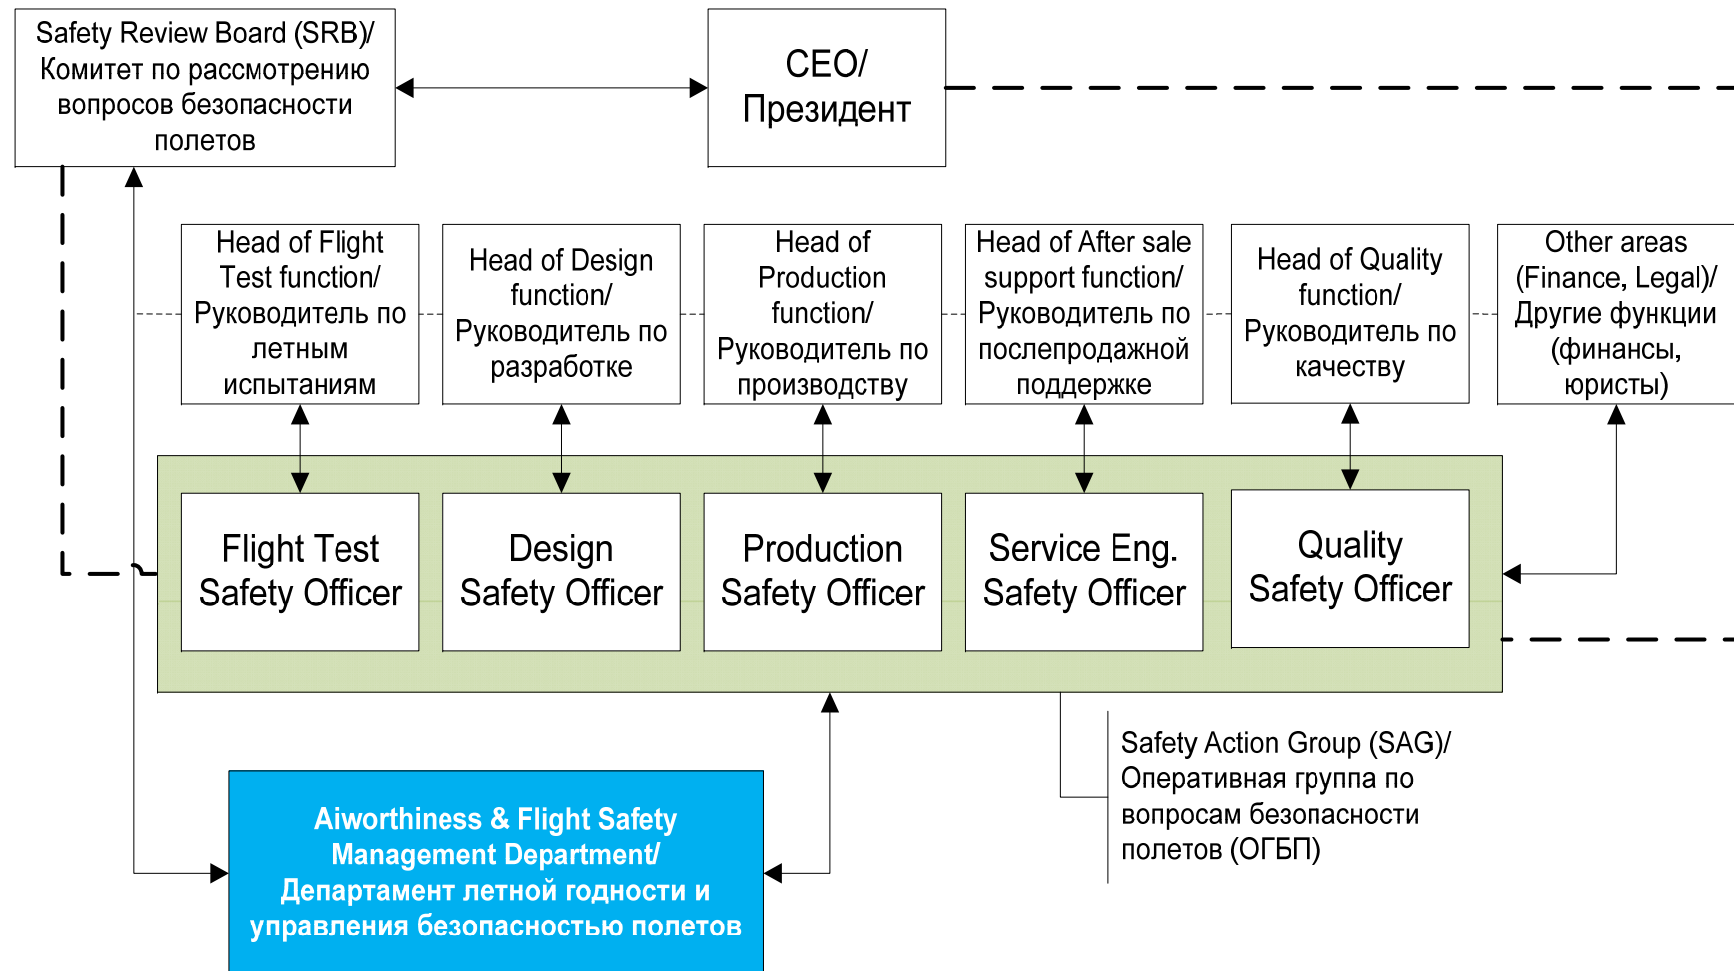 Safety Review Board (SRB)/
Комитет по рассмотрению
вопросов безопасности
полетов
CEO/
Президент
Head of Flight
Test function/
Руководитель по
летным
испытаниям
Head of Design
function/
Руководитель по
разработке
Head of
Production
function/
Руководитель по
производству
Head of After sale
support function/
Руководитель по
послепродажной
поддержке
Head of Quality
function/
Руководитель по
качеству
Other areas
(Finance, Legal)/
Другие функции
(финансы,
юристы)
Flight Test
Safety Officer
Design
Safety Officer
Production
Safety Officer
Service Eng.
Safety Officer
Quality
Safety Officer
Safety Action Group (SAG)/
Оперативная группа по
вопросам безопасности
полетов (ОГБП)
Aiworthiness & Flight Safety
Management Department/
Департамент летной годности и
управления безопасностью полетов